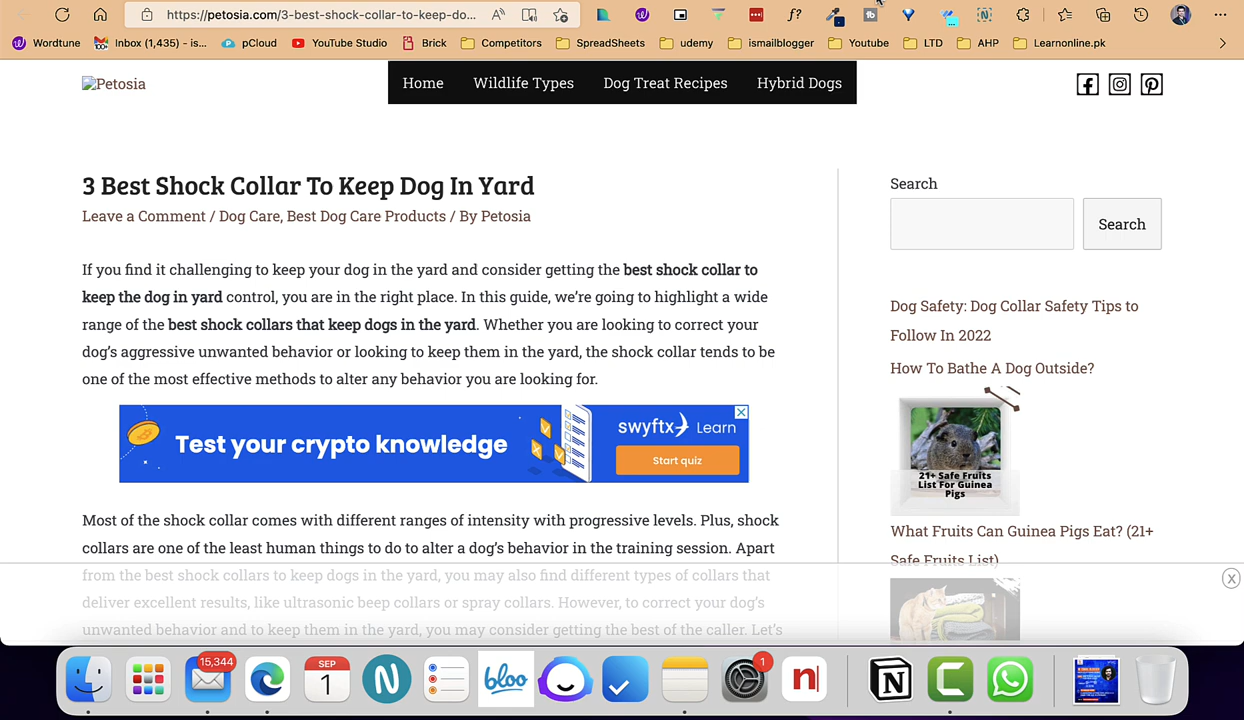 https://petosia.com/3-best-shock-collar-to-keep-do...
Wordtune
Inbox (1,435) - is...
pCloud
YouTube Studio
Brick
Competitors
SpreadSheets
udemy
ismailblogger
Youtube
LTD
AHP
Learnonline.pk
Petosia
Home
Wildlife Types
Dog Treat Recipes
Hybrid Dogs
3 Best Shock Collar To Keep Dog In Yard
Leave a Comment / Dog Care, Best Dog Care Products / By Petosia
If you find it challenging to keep your dog in the yard and consider getting the best shock collar to
keep the dog in yard control, you are in the right place. In this guide, we're going to highlight a wide
range of the best shock collars that keep dogs in the yard. Whether you are looking to correct your
dog's aggressive unwanted behavior or looking to keep them in the yard, the shock collar tends to be
one of the most effective methods to alter any behavior you are looking for.
Test your crypto knowledge
swyftx Learn
Start quiz
Most of the shock collar comes with different ranges of intensity with progressive levels. Plus, shock
collars are one of the least human things to do to alter a dog's behavior in the training session. Apart
from the best shock collars to keep dogs in the yard, you may also find different types of collars that
deliver excellent results, like ultrasonic beep collars or spray collars. However, to correct your dog's
unwanted behavior and to keep them in the yard, you may consider getting the best of the caller. Let's
Search
Search
Dog Safety: Dog Collar Safety Tips to
Follow In 2022
How To Bathe A Dog Outside?
21+ Safe Fruits
List For Guinea
Pigs
What Fruits Can Guinea Pigs Eat? (21+
Safe Fruits List)
15,344
SEP
1
bloo
1